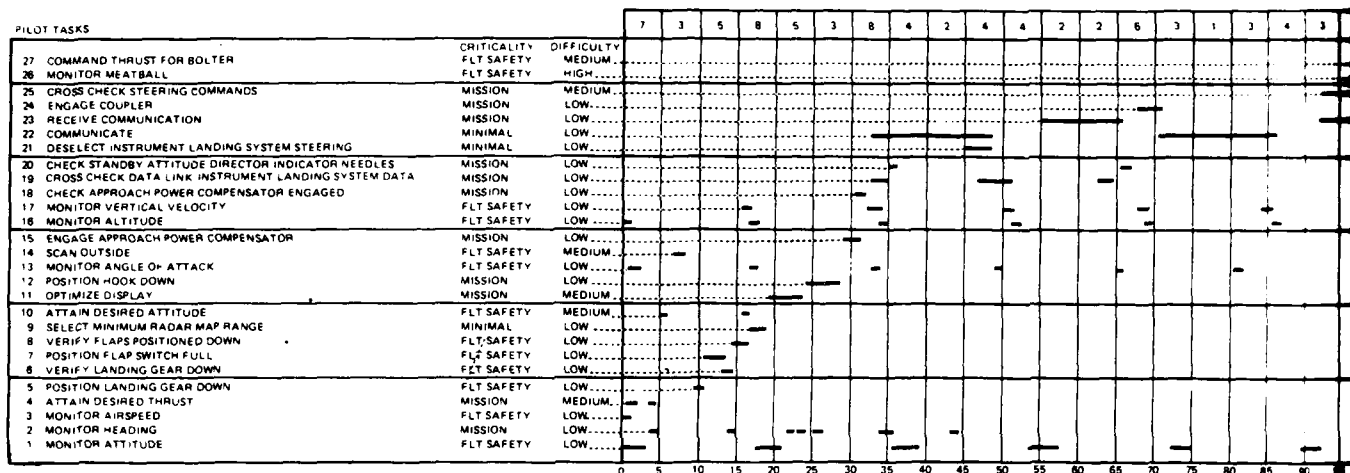 7 3 5 8 5 3 8 4 2 4 4 2 2 6 3 1 3 4 3
PILOT TASKS
CRITICALITY DIFFICULTY
27 COMMAND THRUST FOR BOLTER FLT SAFETY MEDIUM
26 MONITOR MEATBALL FLT SAFETY HIGH
25 CROSS CHECK STEERING COMMANDS MISSION MEDIUM
24 ENGAGE COUPLER MISSION LOW
23 RECEIVE COMMUNICATION MISSION LOW
22 COMMUNICATE MINIMAL LOW
21 DESELECT INSTRUMENT LANDING SYSTEM STEERING MINIMAL LOW
20 CHECK STANDBY ATTITUDE DIRECTOR INDICATOR NEEDLES MISSION LOW
19 CROSS CHECK DATA LINK INSTRUMENT LANDING SYSTEM DATA MISSION LOW
18 CHECK APPROACH POWER COMPENSATOR ENGAGED MISSION LOW
17 MONITOR VERTICAL VELOCITY FLT SAFETY LOW
16 MONITOR ALTITUDE FLT SAFETY LOW
15 ENGAGE APPROACH POWER COMPENSATOR MISSION LOW
14 SCAN OUTSIDE FLT SAFETY MEDIUM
13 MONITOR ANGLE OF ATTACK FLT SAFETY LOW
12 POSITION HOOK DOWN MISSION LOW
11 OPTIMIZE DISPLAY MISSION MEDIUM
10 ATTAIN DESIRED ATTITUDE FLT SAFETY MEDIUM
9 SELECT MINIMUM RADAR MAP RANGE MINIMAL LOW
8 VERIFY FLAPS POSITIONED DOWN FLT SAFETY LOW
7 POSITION FLAP SWITCH FULL FLT SAFETY LOW
6 VERIFY LANDING GEAR DOWN FLT SAFETY LOW
5 POSITION LANDING GEAR DOWN FLT SAFETY LOW
4 ATTAIN DESIRED THRUST MISSION MEDIUM
3 MONITOR AIRSPEED FLT SAFETY LOW
2 MONITOR HEADING MISSION LOW
1 MONITOR ATTITUDE FLT SAFETY LOW
0 5 10 15 20 25 30 35 40 45 50 55 60 65 70 75 80 85 90